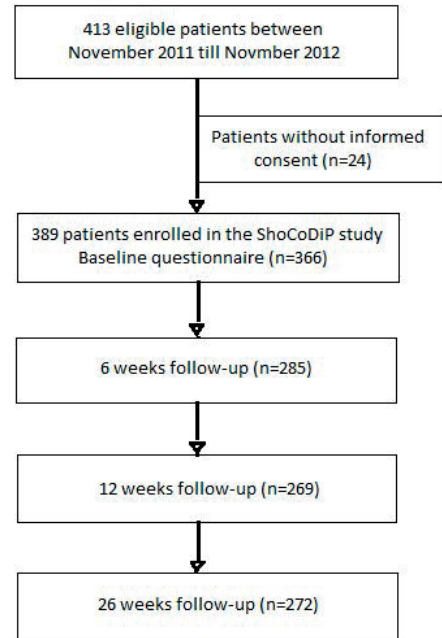 413 eligible patients between
November 2011 till Novmber 2012
Patients without informed
consent (n=24)
389 patients enrolled in the ShoCoDiP study
Baseline questionnaire (n=366)
6 weeks follow-up (n=285)
12 weeks follow-up (n=269)
26 weeks follow-up (n=272)